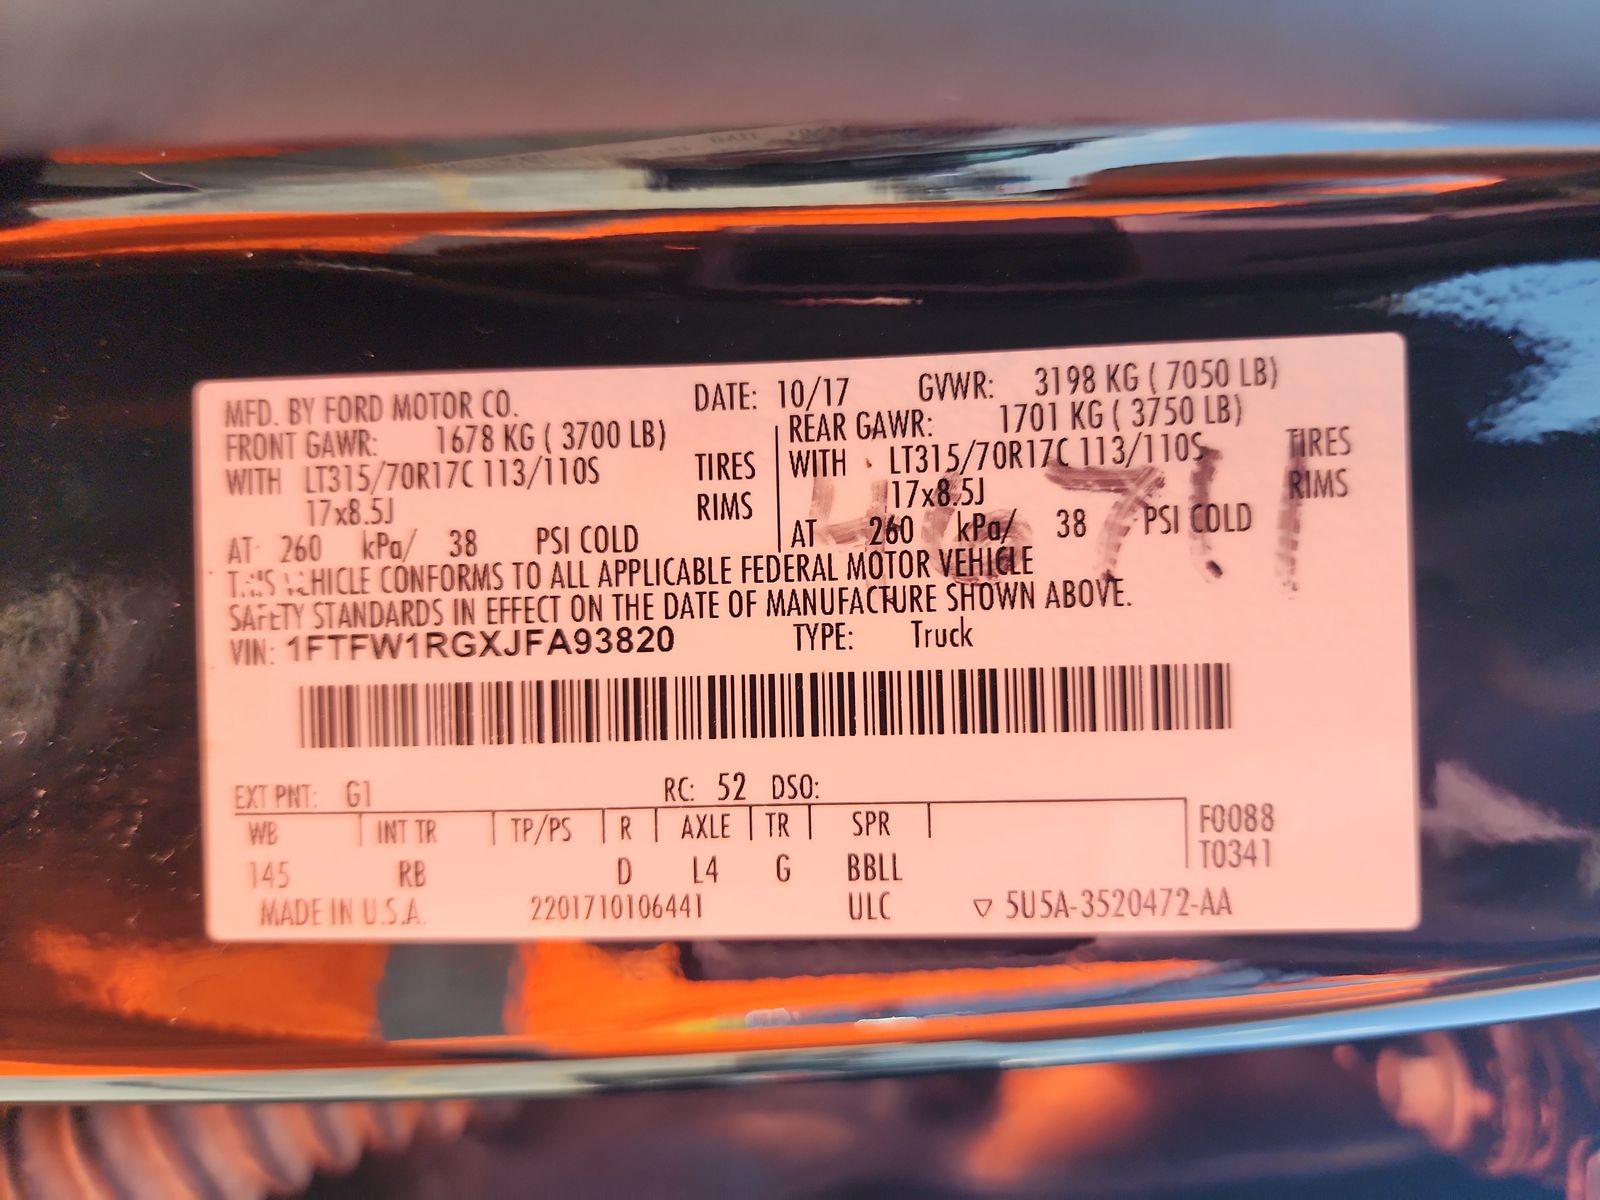 MFD. BY FORD MOTOR CO. DATE: 10/17 GVWR: 3198 KG ( 7050 LB)
FRONT GAWR: 1678 KG ( 3700 LB) REAR GAWR: 1701 KG ( 3750 LB)
WITH LT315/70R17C 113/110S TIRES WITH LT315/70R17C 113/110S TIRES
17x8.5J RIMS 17x8.5J RIMS
AT 260 kPa/ 38 PSI COLD AT 260 kPa/ 38 PSI COLD
THIS VEHICLE CONFORMS TO ALL APPLICABLE FEDERAL MOTOR VEHICLE
SAFETY STANDARDS IN EFFECT ON THE DATE OF MANUFACTURE SHOWN ABOVE.
VIN: 1FTFW1RGXJFA93820 TYPE: Truck
EXT PNT: G1 RC: 52 DSO:
WB INT TR TP/PS R AXLE TR SPR F0088
145 RB D L4 G BBLL T0341
MADE IN U.S.A. 2201710106441 ULC ▽ 5U5A-3520472-AA